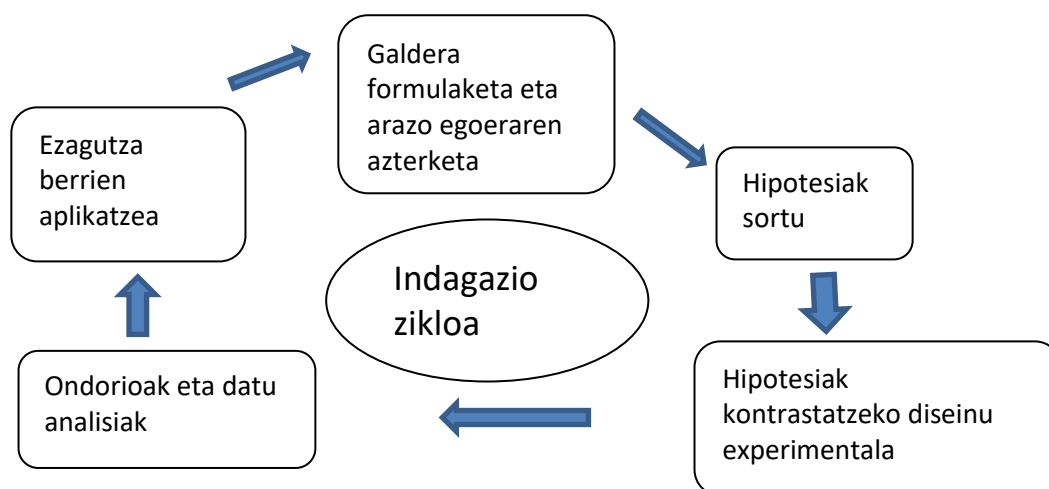 Galdera
formulaketa eta
arazo egoeraren
azterketa
Hipotesiak
sortu
Hipotesiak
kontrastatzeko diseinu
experimentala
Ondorioak eta datu
analisiak
Ezagutza
berrien
aplikatzea
Indagazio
zikloa